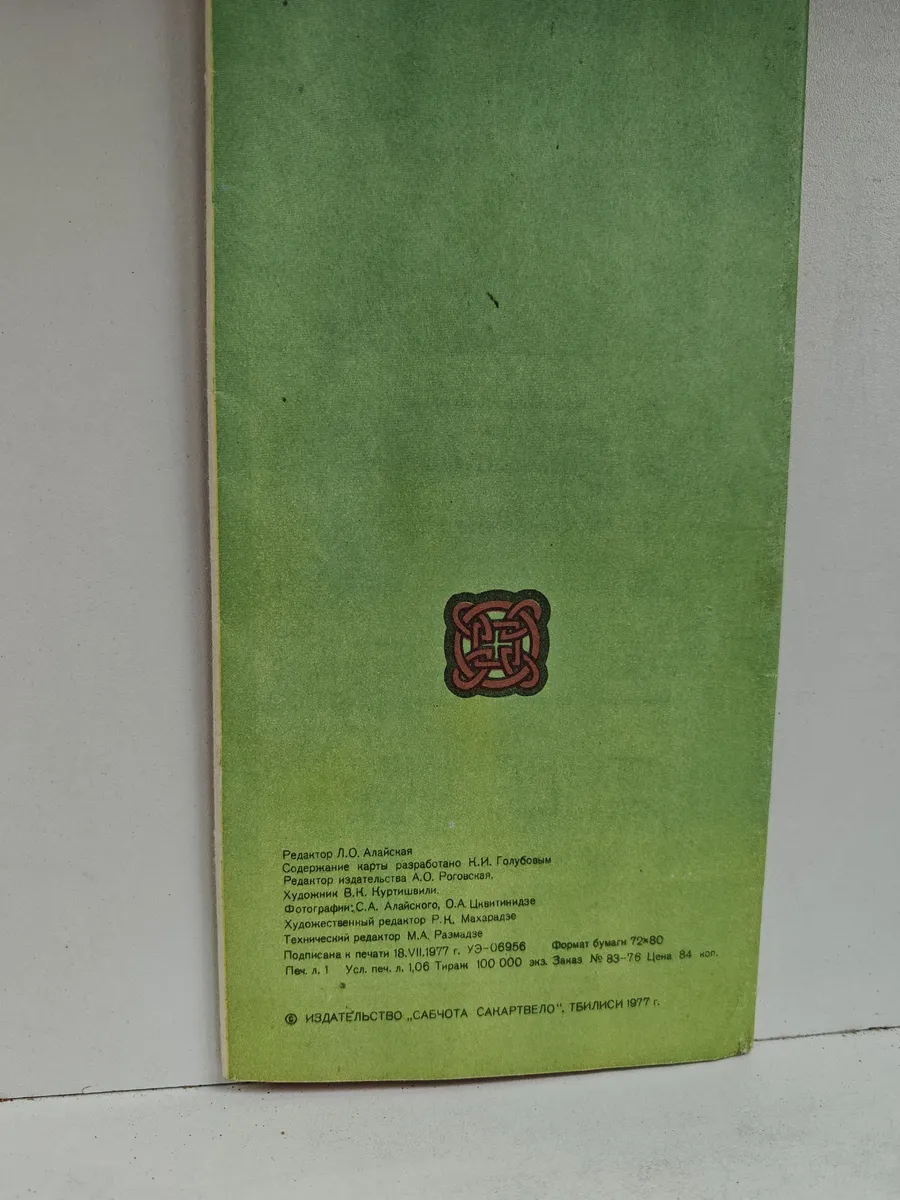 Редактор Л.О. Алайская
Содержание карты разработано К.И. Голубовым
Редактор издательства А.О. Роговская.
Художник В.К. Куртишвили.
Фотографии: С.А. Алайского, О.А. Цквитинидзе
Художественный редактор Р.К. Махарадзе
Технический редактор М.А. Размадзе
Подписана к печати 18.VII.1977 г. УЭ-06956 Формат бумаги 72×80
Печ. л. 1 Усл. печ. л. 1,06 Тираж 100 000 экз. Заказ № 83-76 Цена 84 коп.
© ИЗДАТЕЛЬСТВО „САБЧОТА САКАРТВЕЛО", ТБИЛИСИ 1977 г.